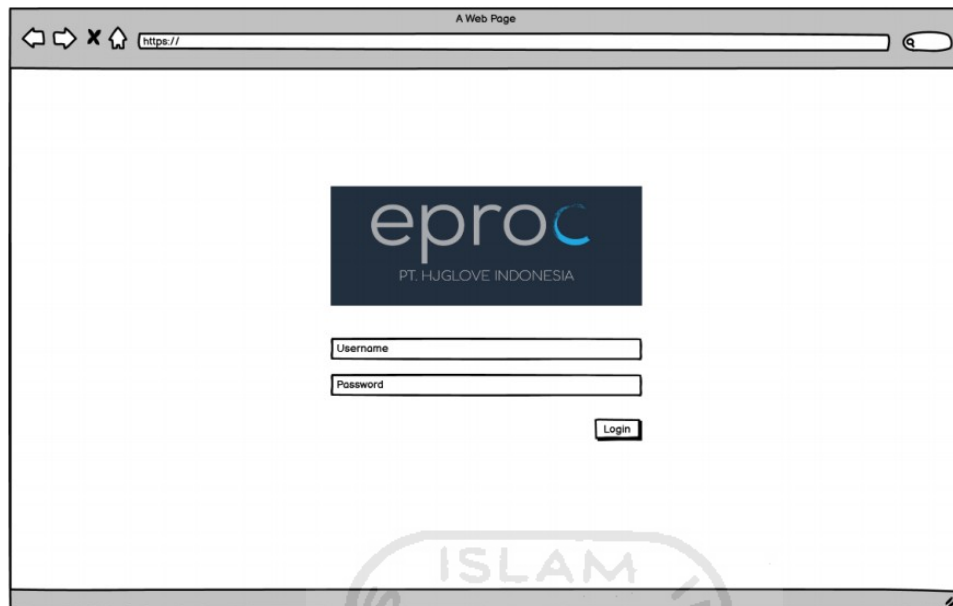 A Web Page
https://
eproc
PT. HJGLOVE INDONESIA
Username
Password
Login
ISLAM